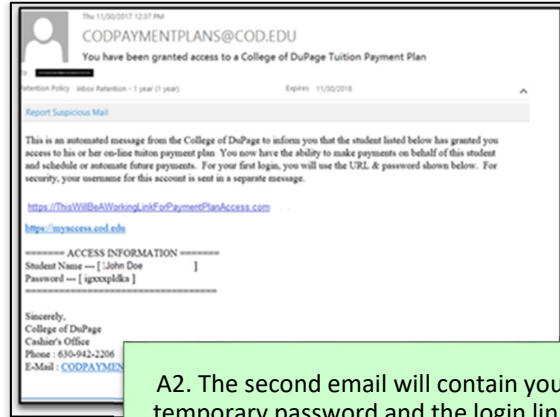 Thu 11/30/2017 12:37 PM
CODPAYMENTPLANS@COD.EDU
You have been granted access to a College of DuPage Tuition Payment Plan
Retention Policy Inbox Retention - 1 year (1 year) Expires 11/30/2018
Report Suspicious Mail
This is an automated message from the College of DuPage to inform you that the student listed below has granted you
access to his or her on-line tuiton payment plan You now have the ability to make payments on behalf of this student
and schedule or automate future payments. For your first login, you will use the URL & password shown below. For
security, your username for this account is sent in a separate message.
https://ThisWillBeAWorkingLinkForPaymentPlanAccess.com
https://myaccess.cod.edu
======= ACCESS INFORMATION =======
Student Name --- [ John Doe ]
Password --- [ igxxxpldka ]
Sincerely,
College of DuPage
Cashier's Office
Phone : 630-942-2206
E-Mail : CODPAYMEN
A2. The second email will contain you
temporary password and the login lin